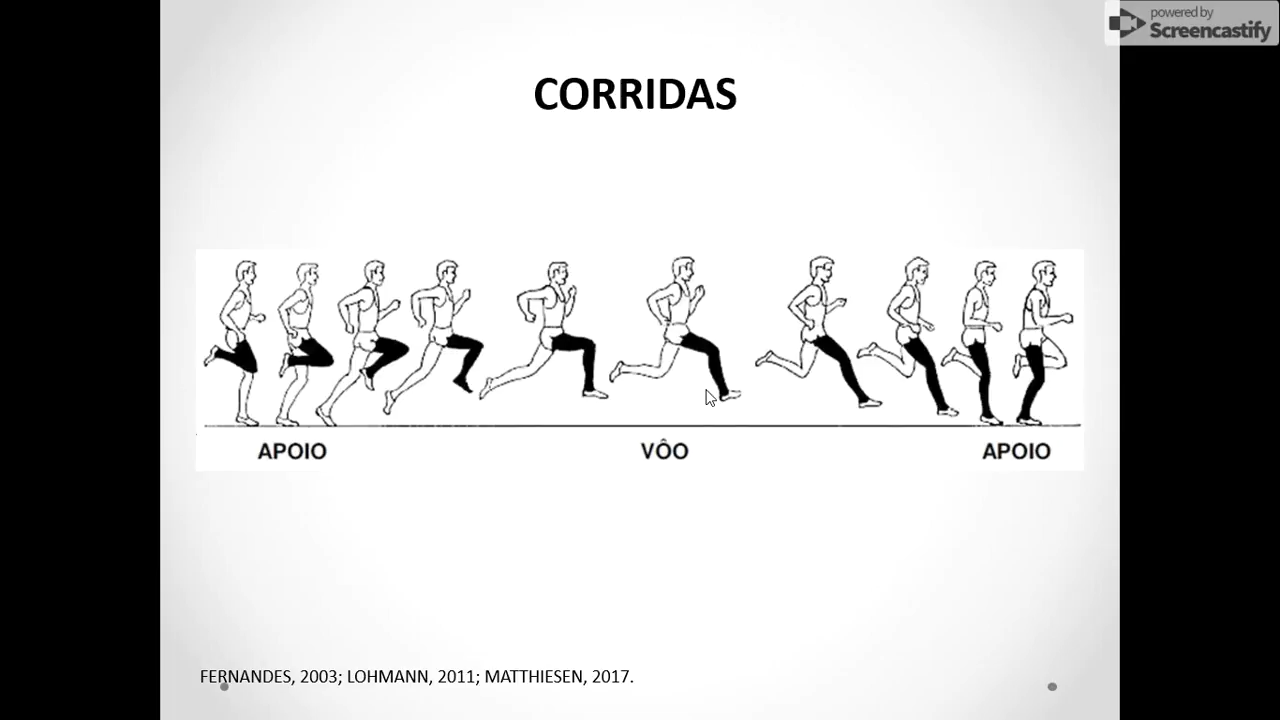 powered by
Screencastify
CORRIDAS
APOIO
VÔO
APOIO
FERNANDES, 2003; LOHMANN, 2011; MATTHIESEN, 2017.